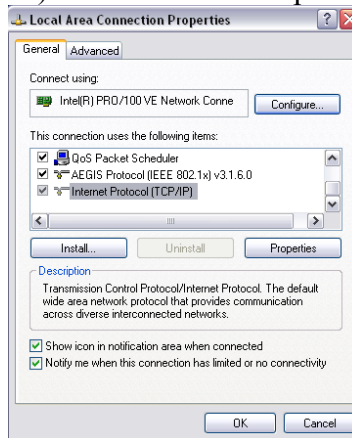 Local Area Connection Properties
General
Advanced
Connect using:
Intel(R) PRO/100 VE Network Conne
Configure...
This connection uses the following items:
QoS Packet Scheduler
AEGIS Protocol (IEEE 802.1x) v3.1.6.0
Internet Protocol (TCP/IP)
Install...
Uninstall
Properties
Description
Transmission Control Protocol/Internet Protocol. The default
wide area network protocol that provides communication
across diverse interconnected networks.
Show icon in notification area when connected
Notify me when this connection has limited or no connectivity
OK
Cancel